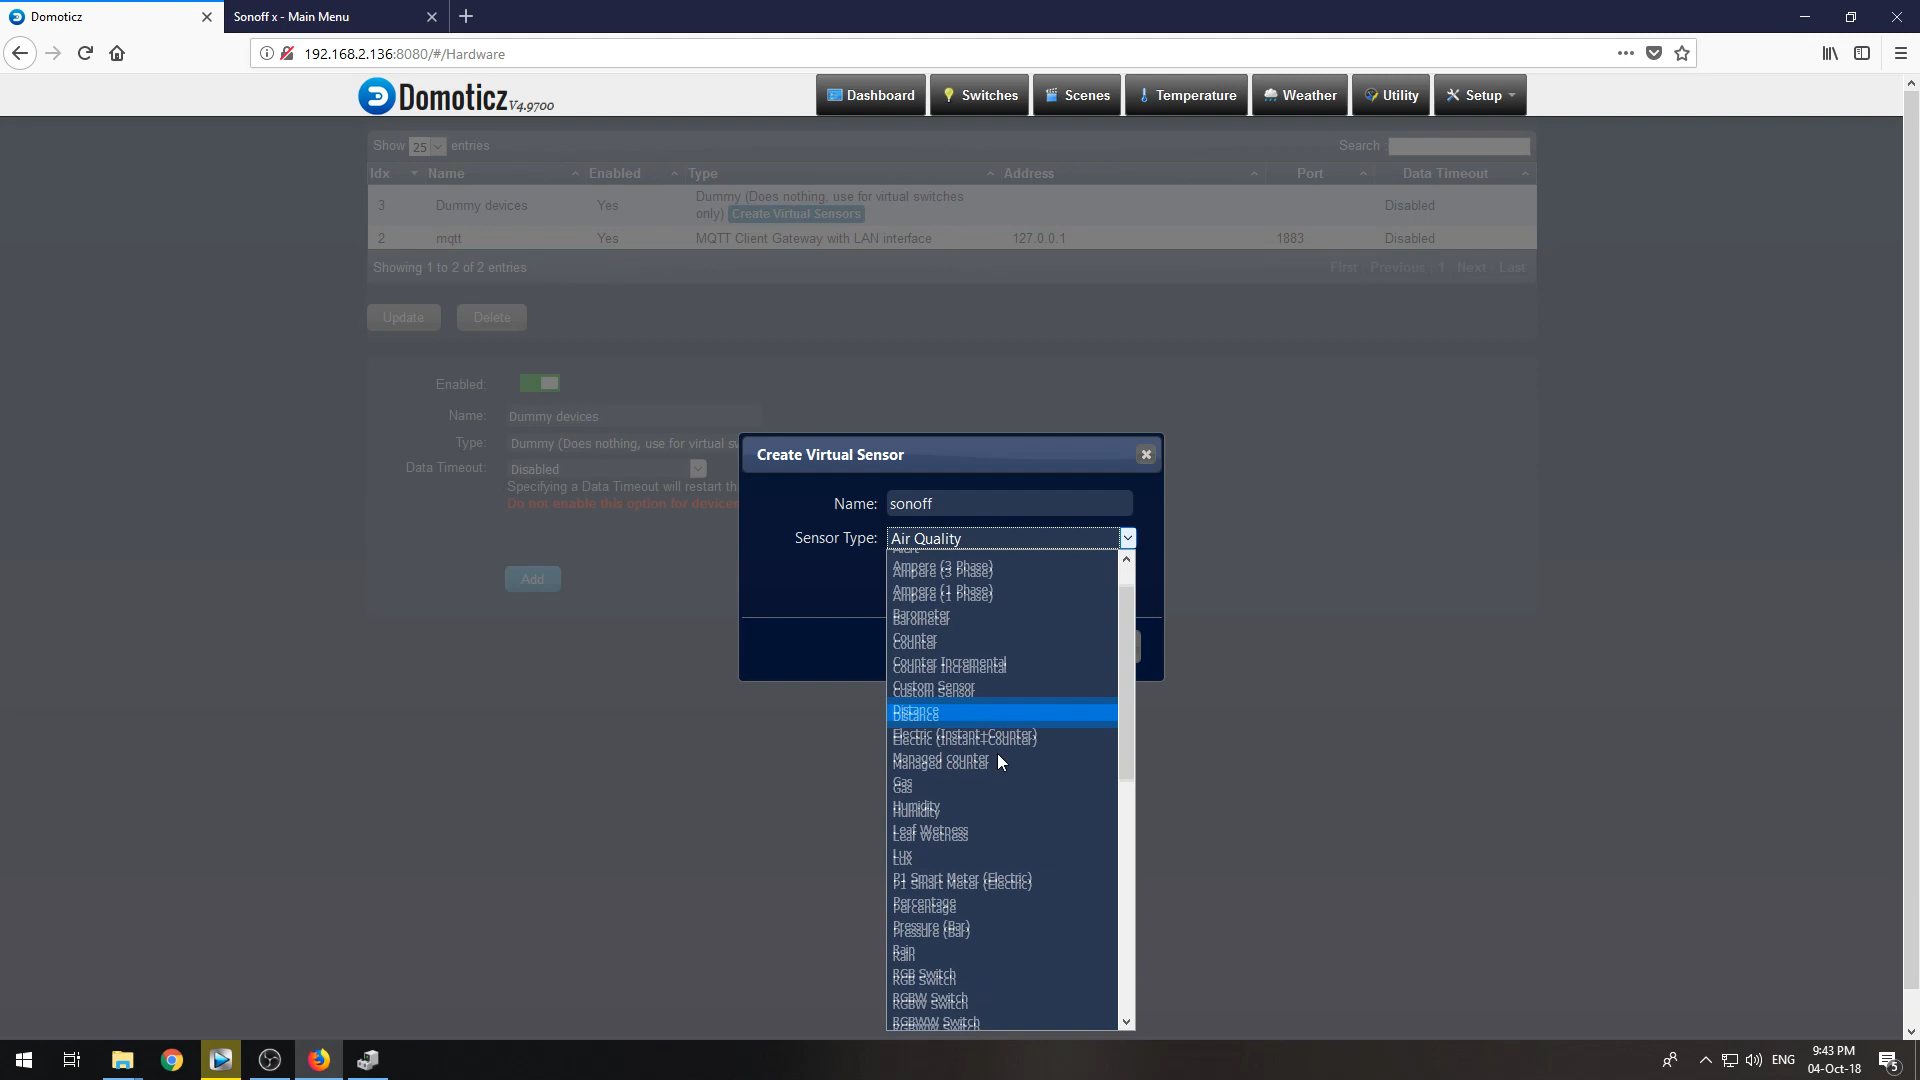 Domoticz
Sonoff x - Main Menu
192.168.2.136:8080/#/Hardware
Domoticz V4.9700
Dashboard
Switches
Scenes
Temperature
Weather
Utility
Setup
Show 25 entries
Search
Idx Name Enabled Type Address Port Data Timeout
3 Dummy devices Yes Dummy (Does nothing, use for virtual switches only) Create Virtual Sensors Disabled
2 mqtt Yes MQTT Client Gateway with LAN interface 127.0.0.1 1883 Disabled
Showing 1 to 2 of 2 entries
First Previous 1 Next Last
Update Delete
Enabled:
Name: Dummy devices
Type: Dummy (Does nothing, use for virtual sw
Data Timeout: Disabled
Specifying a Data Timeout will restart th
Do not enable this option for devices
Add
Create Virtual Sensor
Name: sonoff
Sensor Type: Air Quality
Alert
Ampere (3 Phase)
Ampere (1 Phase)
Barometer
Counter
Counter Incremental
Custom Sensor
Distance
Electric (Instant+Counter)
Managed counter
Gas
Humidity
Leaf Wetness
Lux
P1 Smart Meter (Electric)
Percentage
Pressure (Bar)
Rain
RGB Switch
RGBW Switch
RGBWW Switch
ENG
9:43 PM
04-Oct-18
5